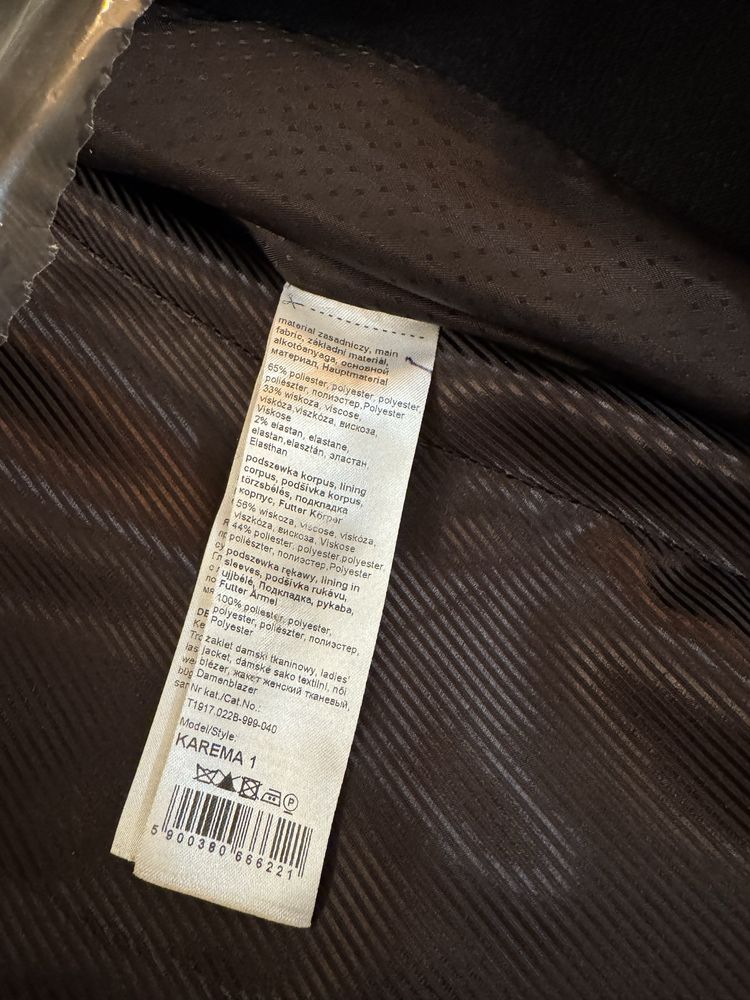 materiał zasadniczy, main
fabric, základní materiál,
alkotóanyaga, основной
материал, Hauptmaterial
65% poliester, polyester, polyester
poliészter, полиэстер,Polyester
33% wiskoza, viscose,
viskóza,viszkóza, вискоза,
Viskose
2% elastan, elastane,
elastan,elasztán, эластан
Elasthan
podszewka korpus, lining
corpus, podšívka korpus,
törzsbélés, подкладка
корпус, Futter Körper
56% wiskoza, viscose, viskóza,
viszkóza, вискоза, Viskose
44% poliester, polyester,polyester
poliészter, полиэстер,Polyester
podszewka rękawy, lining in
sleeves, podšívka rukávu,
ujjbélé, Подкладка, рукава,
Futter Ärmel
100% poliester, polyester,
polyester, poliészter, полиэстер,
Polyester
żakiet damski tkaninowy, ladies'
jacket, dámské sako textilní, női
blézer, жакет женский тканевый,
Damenblazer
Nr kat./Cat.No.:
T1917.022B-999-040
Model/Style:
KAREMA 1
5 900380 666221